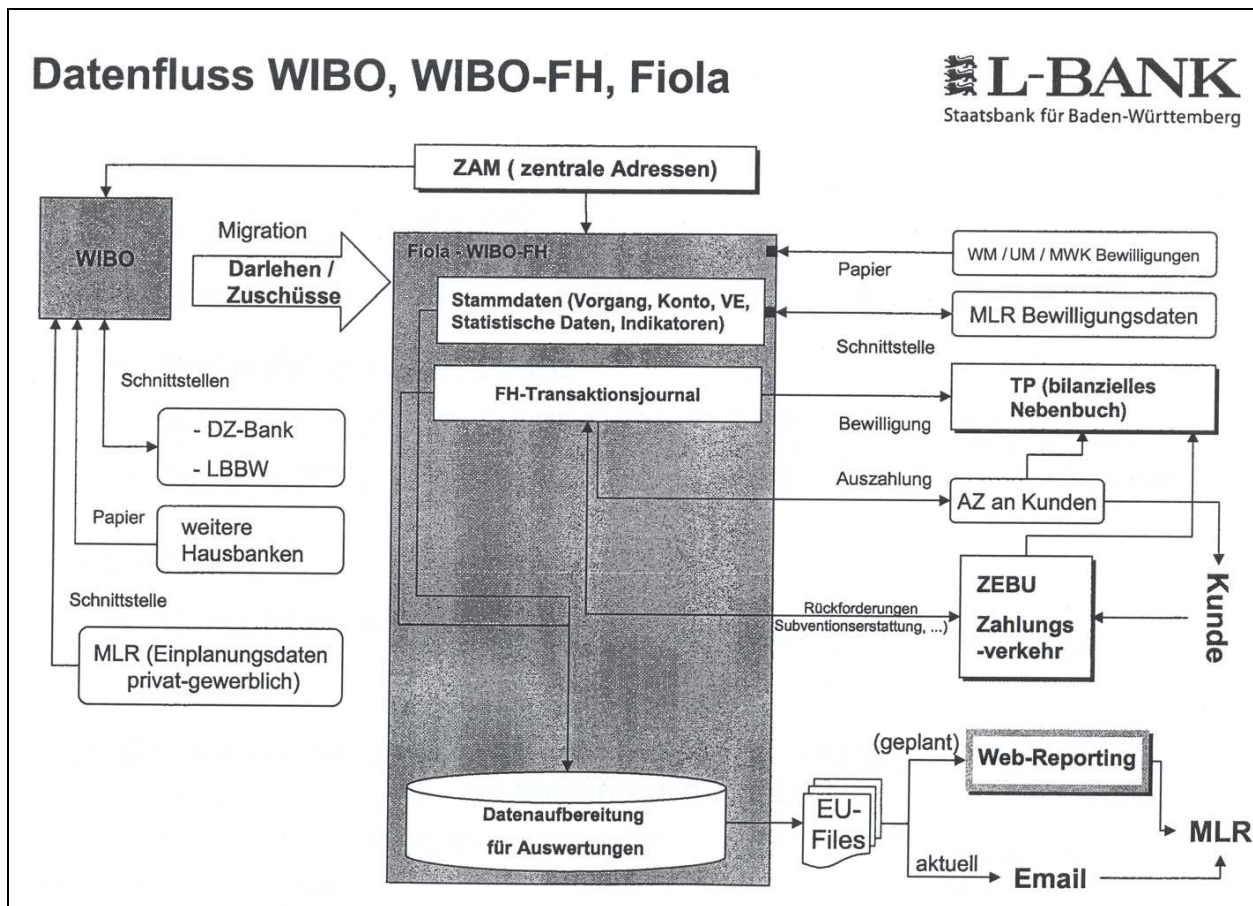 Datenfluss WIBO, WIBO-FH, Fiola
L-BANK
Staatsbank für Baden-Württemberg
ZAM ( zentrale Adressen)
WIBO
Migration
Darlehen /
Zuschüsse
Fiola - WIBO-FH
Stammdaten (Vorgang, Konto, VE,
Statistische Daten, Indikatoren)
FH-Transaktionsjournal
WM / UM / MWK Bewilligungen
Papier
MLR Bewilligungsdaten
Schnittstelle
TP (bilanzielles
Nebenbuch)
Bewilligung
Auszahlung
AZ an Kunden
Schnittstellen
- DZ-Bank
- LBBW
Papier
weitere
Hausbanken
Schnittstelle
MLR (Einplanungsdaten
privat-gewerblich)
Rückforderungen
Subventionserstattung, ...)
ZEBU
Zahlungs
-verkehr
Kunde
Datenaufbereitung
für Auswertungen
EU-
Files
(geplant)
Web-Reporting
aktuell
Email
MLR